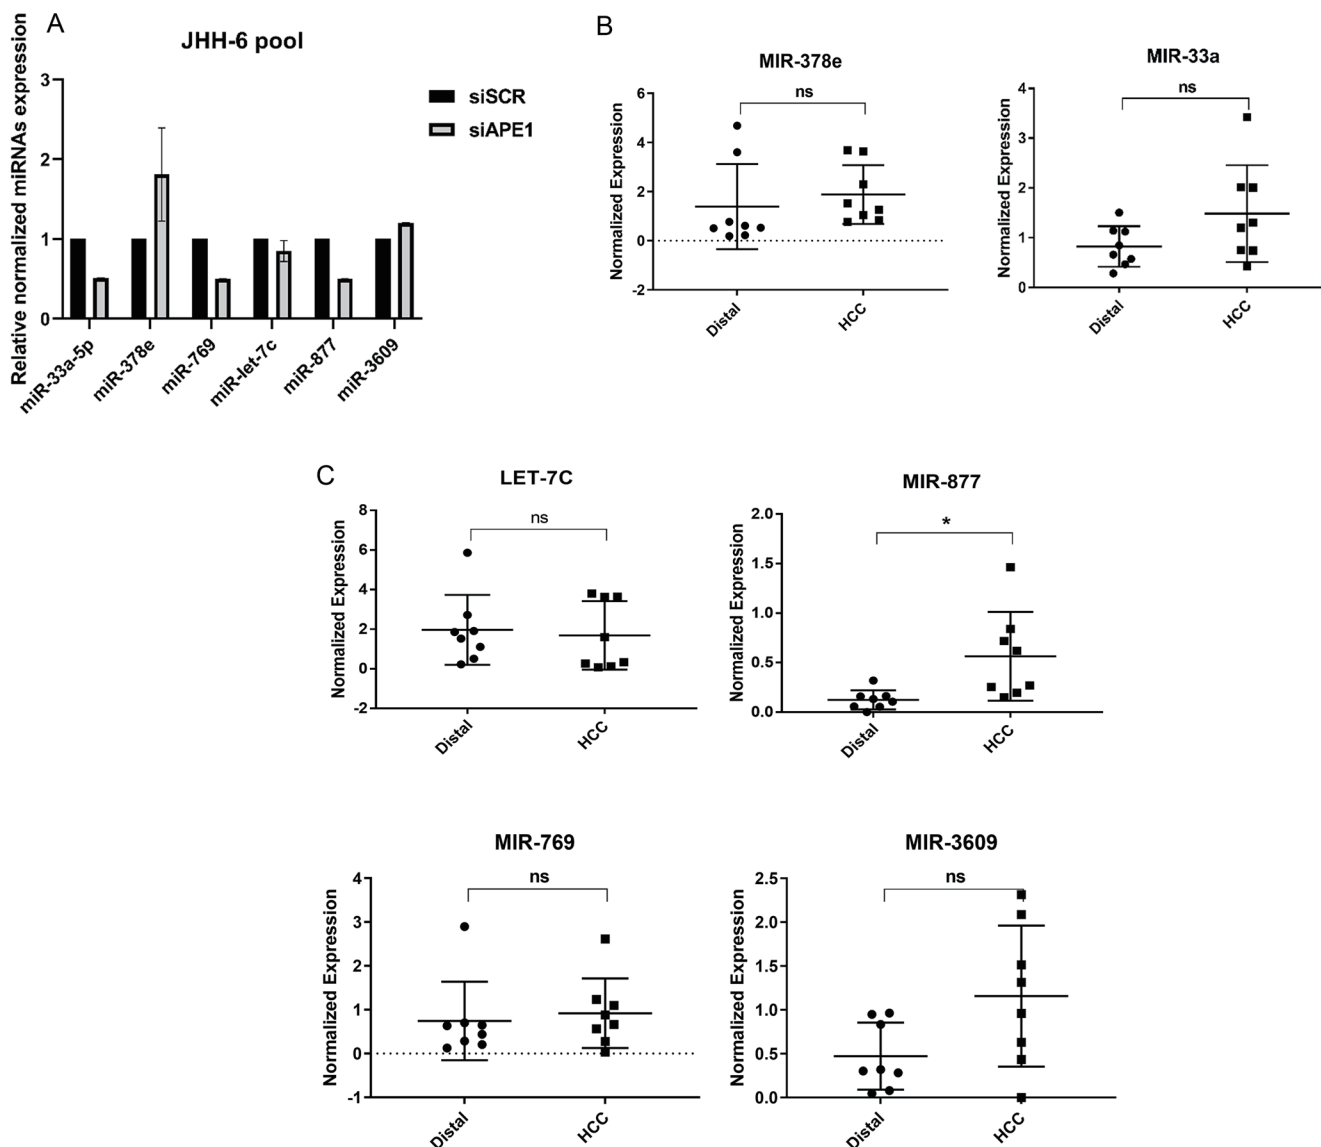 A
JHH-6 pool
Relative normalized miRNAs expression
3
2
1
0
siSCR
siAPE1
miR-33a-5p
miR-378e
miR-769
miR-let-7c
miR-877
miR-3609
B
MIR-378e
ns
Normalized Expression
6
4
2
0
-2
Distal
HCC
MIR-33a
ns
Normalized Expression
4
3
2
1
0
Distal
HCC
C
LET-7C
ns
Normalized Expression
8
6
4
2
0
-2
Distal
HCC
MIR-877
*
Normalized Expression
2.0
1.5
1.0
0.5
0.0
Distal
HCC
MIR-769
ns
Normalized Expression
4
3
2
1
0
-1
Distal
HCC
MIR-3609
ns
Normalized Expression
2.5
2.0
1.5
1.0
0.5
0.0
Distal
HCC